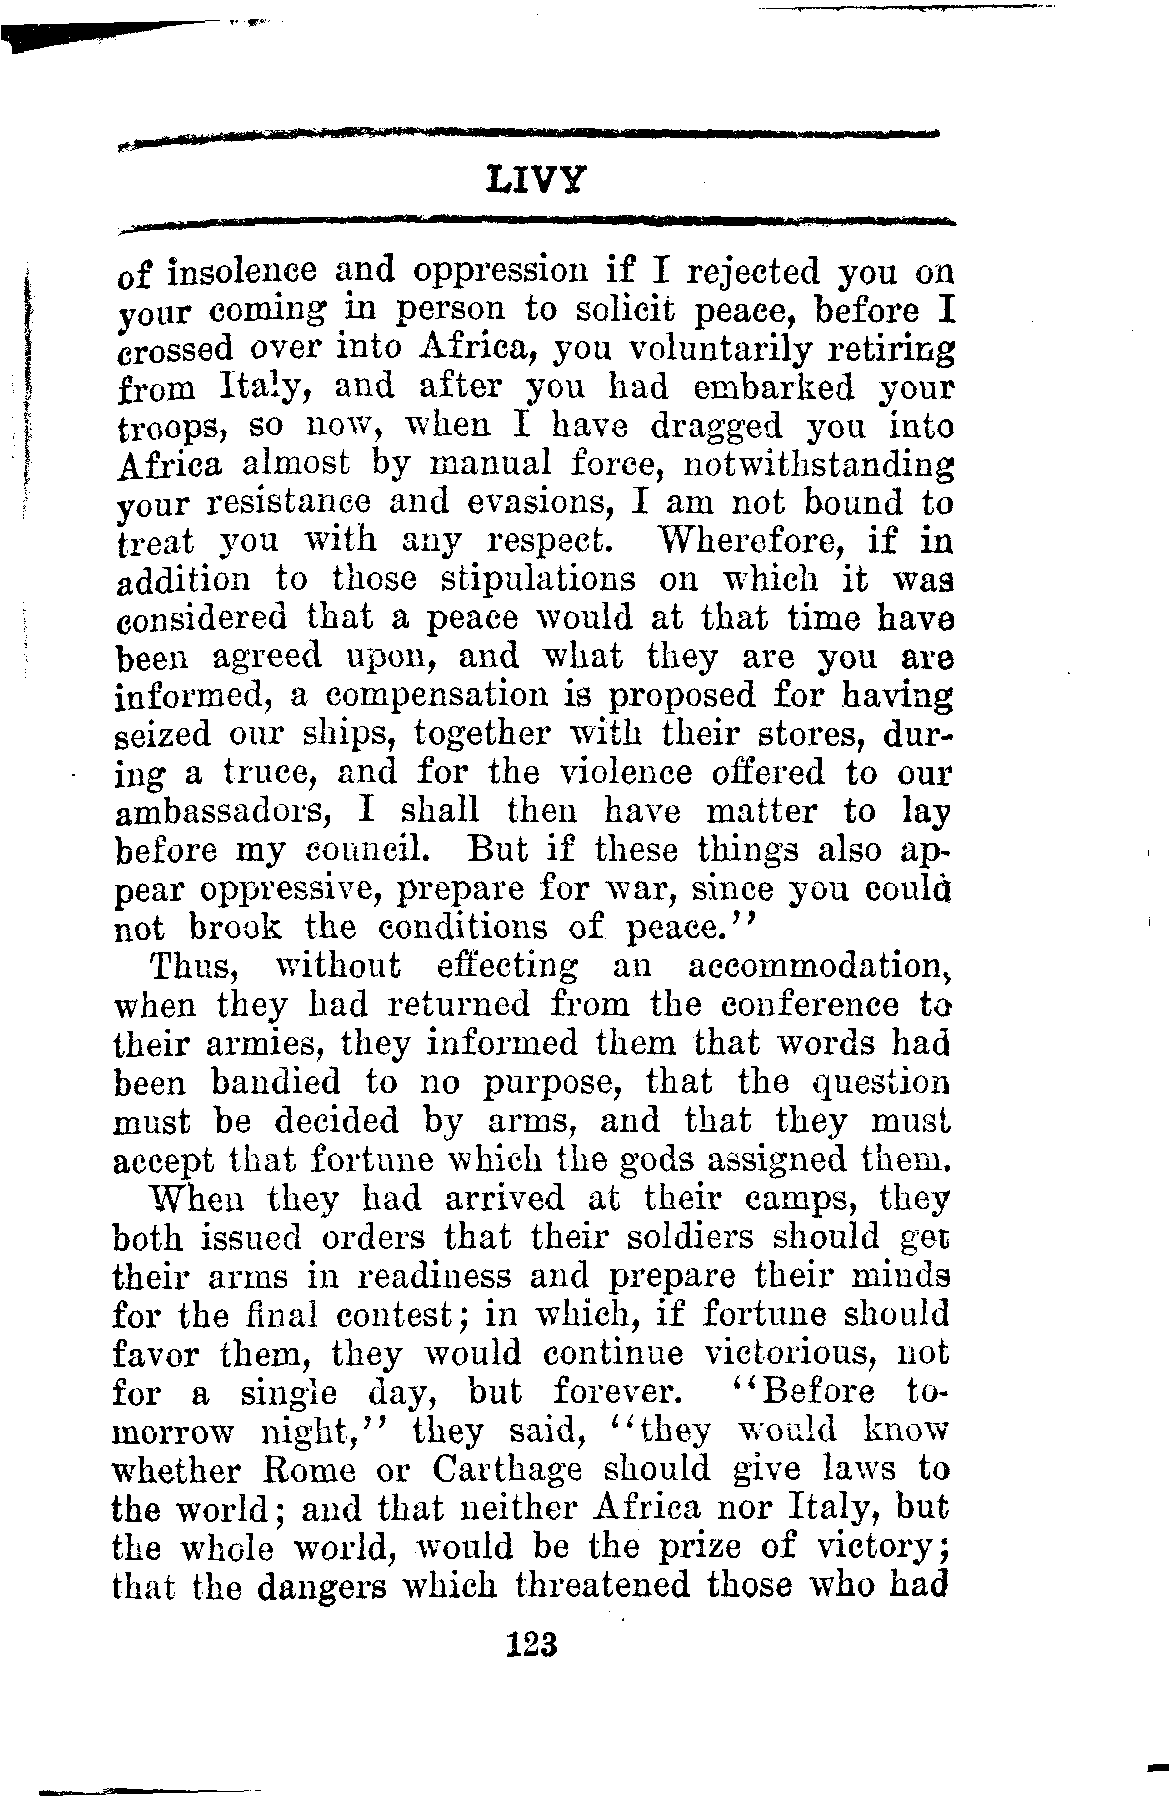 LIVY
of insolence and oppression if I rejected you on
your coming in person to solicit peace, before I
crossed over into Africa, you voluntarily retiring
from Italy, and after you had embarked your
troops, so now, when I have dragged you into
Africa almost by manual force, notwithstanding
your resistance and evasions, I am not bound to
treat you with any respect. Wherefore, if in
addition to those stipulations on which it was
considered that a peace would at that time have
been agreed upon, and what they are you are
informed, a compensation is proposed for having
seized our ships, together with their stores, dur-
ing a truce, and for the violence offered to our
ambassadors, I shall then have matter to lay
before my council. But if these things also ap-
pear oppressive, prepare for war, since you could
not brook the conditions of peace.''
Thus, without effecting an accommodation,
when they had returned from the conference to
their armies, they informed them that words had
been bandied to no purpose, that the question
must be decided by arms, and that they must
accept that fortune which the gods assigned them.
When they had arrived at their camps, they
both issued orders that their soldiers should get
their arms in readiness and prepare their minds
for the final contest; in which, if fortune should
favor them, they would continue victorious, not
for a single day, but forever. ''Before to-
morrow night,'' they said, ''they would know
whether Rome or Carthage should give laws to
the world; and that neither Africa nor Italy, but
the whole world, would be the prize of victory;
that the dangers which threatened those who had
123